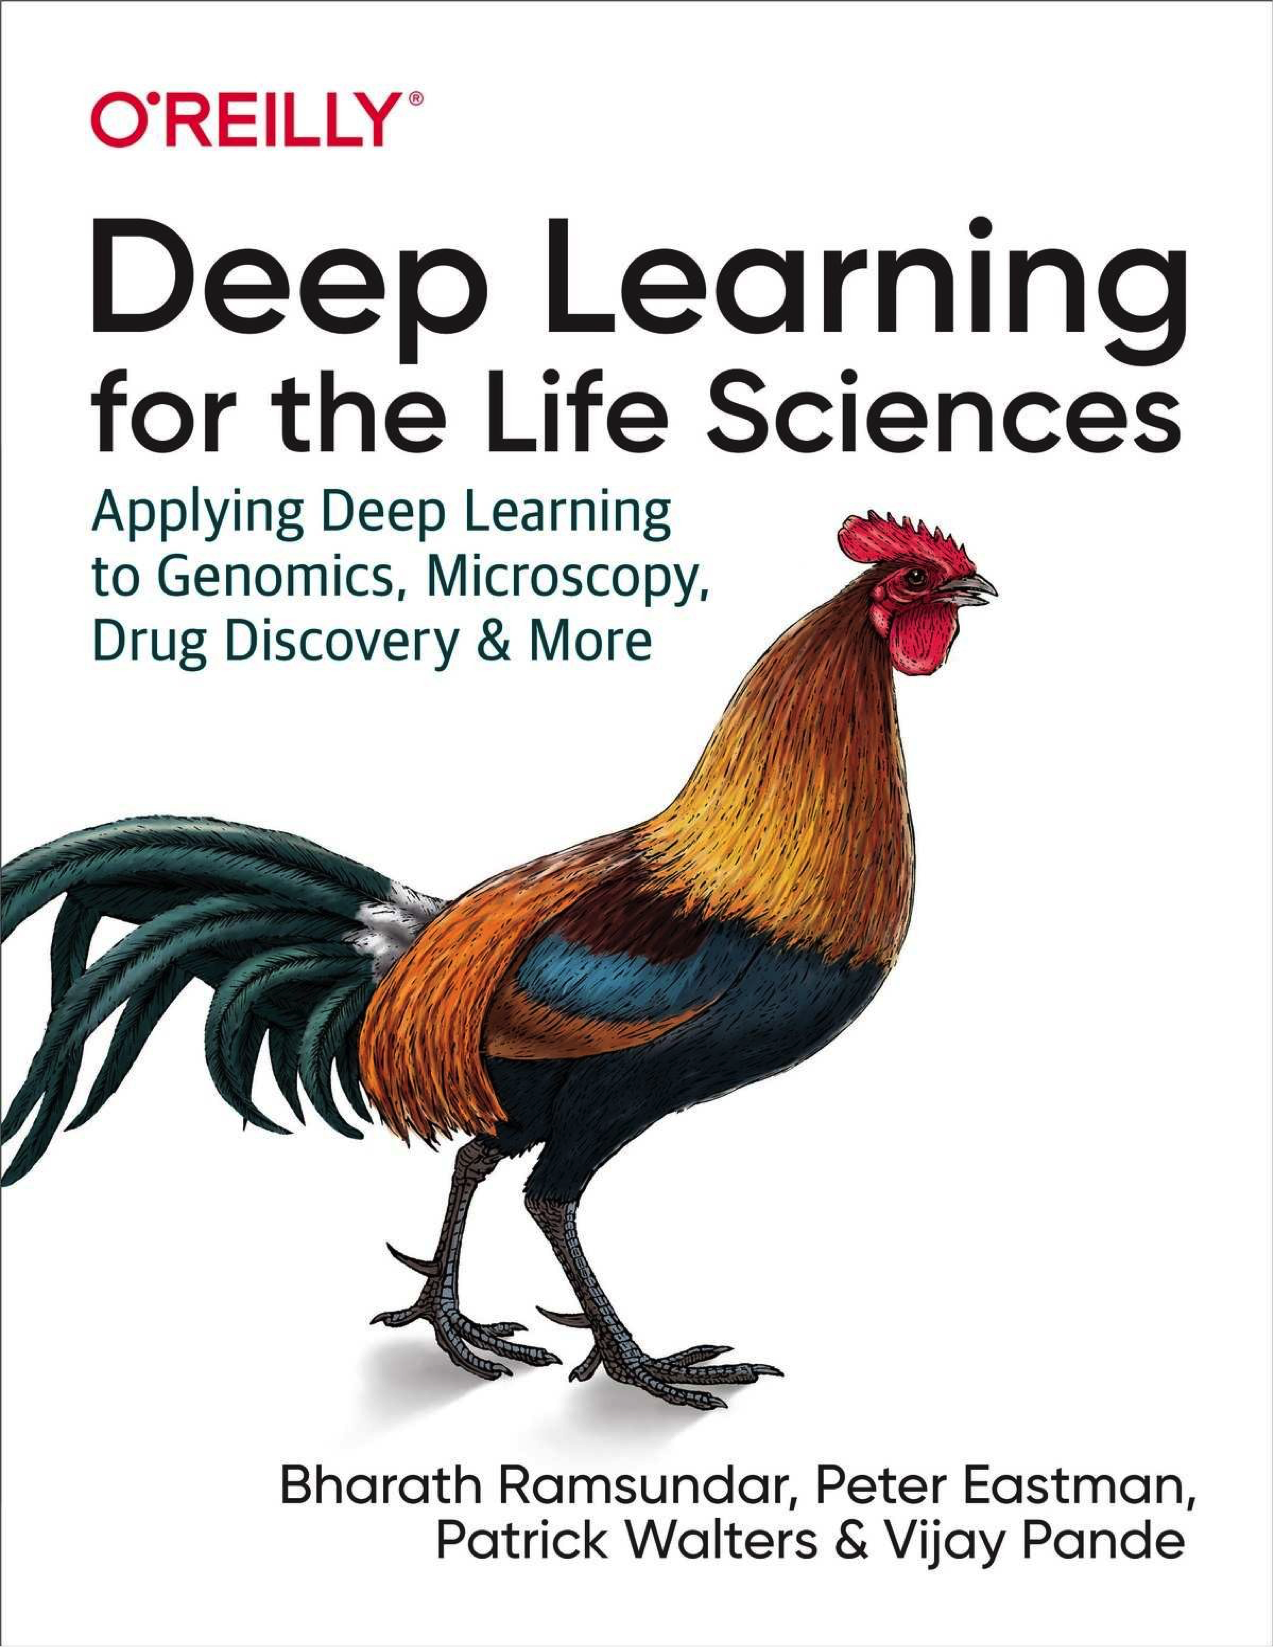 O'REILLY®
Deep Learning
for the Life Sciences
Applying Deep Learning
to Genomics, Microscopy,
Drug Discovery & More
Bharath Ramsundar, Peter Eastman,
Patrick Walters & Vijay Pande